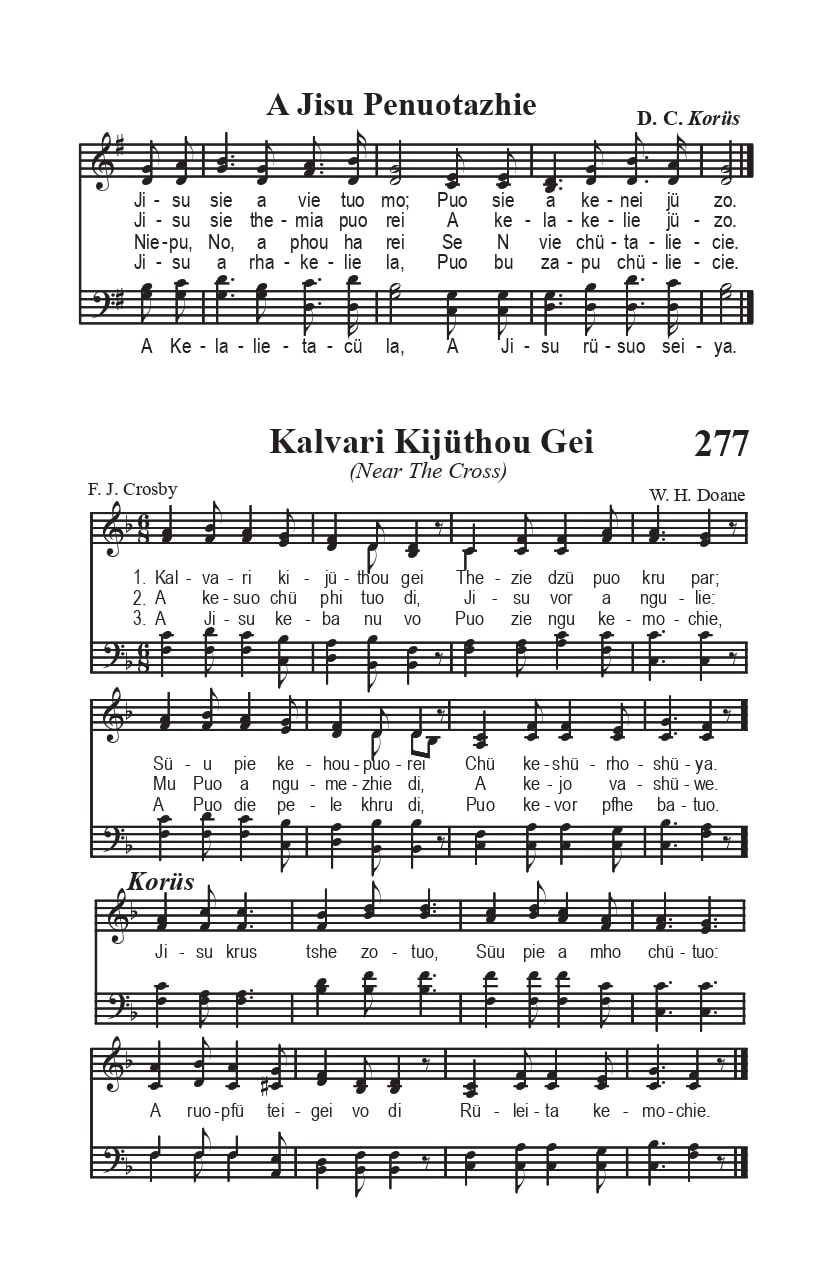 A Jisu Penuotazhie
D. C. Korüs
Ji - su sie a vie tuo mo; Puo sie a ke - nei jü zo.
Ji - su sie the - mia puo rei A ke - la - ke - lie jü - zo.
Nie - pu, No, a phou ha rei Se N vie chü - ta - lie - cie.
Ji - su a rha - ke - lie la, Puo bu za - pu chü - lie - cie.
A Ke - la - lie - ta - cü la, A Ji - su rü - suo sei - ya.
Kalvari Kijüthou Gei 277
(Near The Cross)
F. J. Crosby
W. H. Doane
1. Kal - va - ri ki - jü - thou gei The - zie dzü puo kru par;
2. A ke - suo chü phi tuo di, Ji - su vor a ngu - lie:
3. A Ji - su ke - ba nu vo Puo zie ngu ke - mo - chie,
Sü - u pie ke - hou - puo - rei Chü ke - shü - rho - shü - ya.
Mu Puo a ngu - me - zhie di, A ke - jo va - shü - we.
A Puo die pe - le khru di, Puo ke - vor pfhe ba - tuo.
Korüs
Ji - su krus tshe zo - tuo, Süu pie a mho chü - tuo:
A ruo - pfü tei - gei vo di Rü - lei - ta ke - mo - chie.